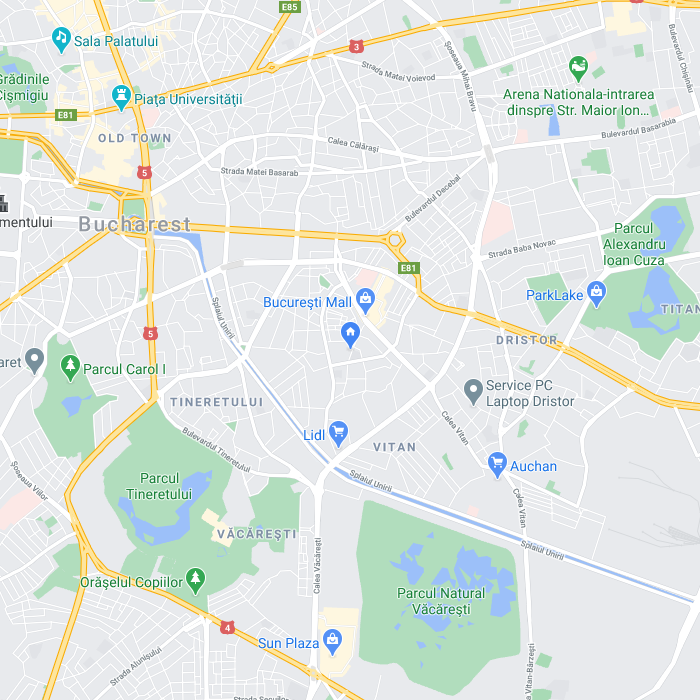 E85
Sala Palatului
3
Strada Matei Voievod
Șoseaua Mihai Bravu
Bulevardul Chișinău
Grădinile
Cișmigiu
Piața Universității
Arena Nationala-intrarea
dinspre Str. Maior Ion...
E81
OLD TOWN
Calea Călărași
Bulevardul Basarabia
5
Strada Matei Basarab
Bulevardul Decebal
mentului
Bucharest
Parcul
Alexandru
Ioan Cuza
Strada Baba Novac
E81
București Mall
ParkLake
TITAN
Splaiul Unirii
5
DRISTOR
aret
Parcul Carol I
Service PC
Laptop Dristor
TINERETULUI
Calea Vitan
Bulevardul Tineretului
Lidl
VITAN
Auchan
Șoseaua Viilor
Parcul
Tineretului
Splaiul Unirii
Calea Vitan
VĂCĂREȘTI
Splaiul Unirii
Calea Văcărești
Orășelul Copiilor
Parcul Natural
Văcărești
4
Sun Plaza
Strada Alunișului
a Vitan-Bârzești